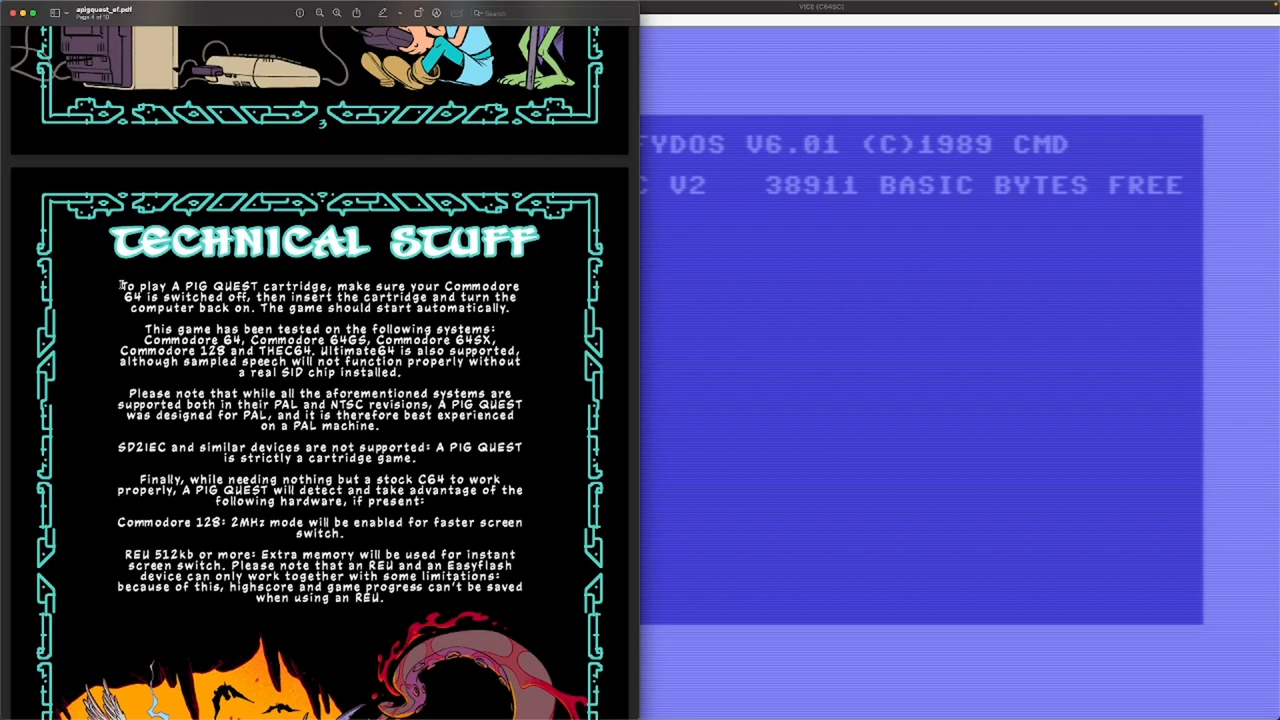 apigquest_ef.pdf
Page 4 of 10
Search
VICE (C64SC)
3
TECHNICAL STUFF
To play A PIG QUEST cartridge, make sure your Commodore
64 is switched off, then insert the cartridge and turn the
computer back on. The game should start automatically.
This game has been tested on the following systems:
Commodore 64, Commodore 64GS, Commodore 64SX,
Commodore 128 and THEC64. Ultimate64 is also supported,
although sampled speech will not function properly without
a real SID chip installed.
Please note that while all the aforementioned systems are
supported both in their PAL and NTSC revisions, A PIG QUEST
was designed for PAL, and it is therefore best experienced
on a PAL machine.
SD2IEC and similar devices are not supported: A PIG QUEST
is strictly a cartridge game.
Finally, while needing nothing but a stock C64 to work
properly, A PIG QUEST will detect and take advantage of the
following hardware, if present:
Commodore 128: 2MHz mode will be enabled for faster screen
switch.
REU 512kb or more: Extra memory will be used for instant
screen switch. Please note that an REU and an Easyflash
device can only work together with some limitations:
because of this, highscore and game progress can't be saved
when using an REU.
FYDOS V6.01 (C)1989 CMD
C V2 38911 BASIC BYTES FREE